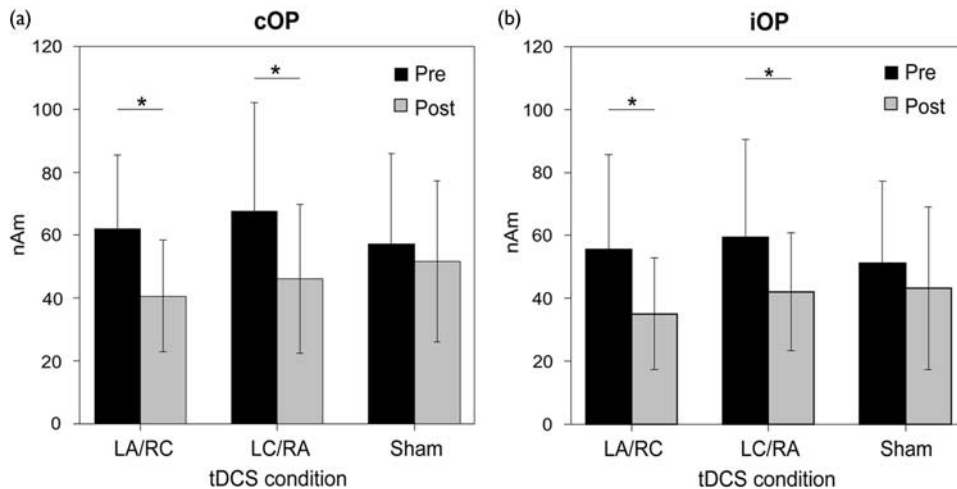 (a)
cOP
120
100
80
60
40
20
0
nAm
* *
Pre
Post
LA/RC LC/RA Sham
tDCS condition
(b)
iOP
120
100
80
60
40
20
0
nAm
* *
Pre
Post
LA/RC LC/RA Sham
tDCS condition